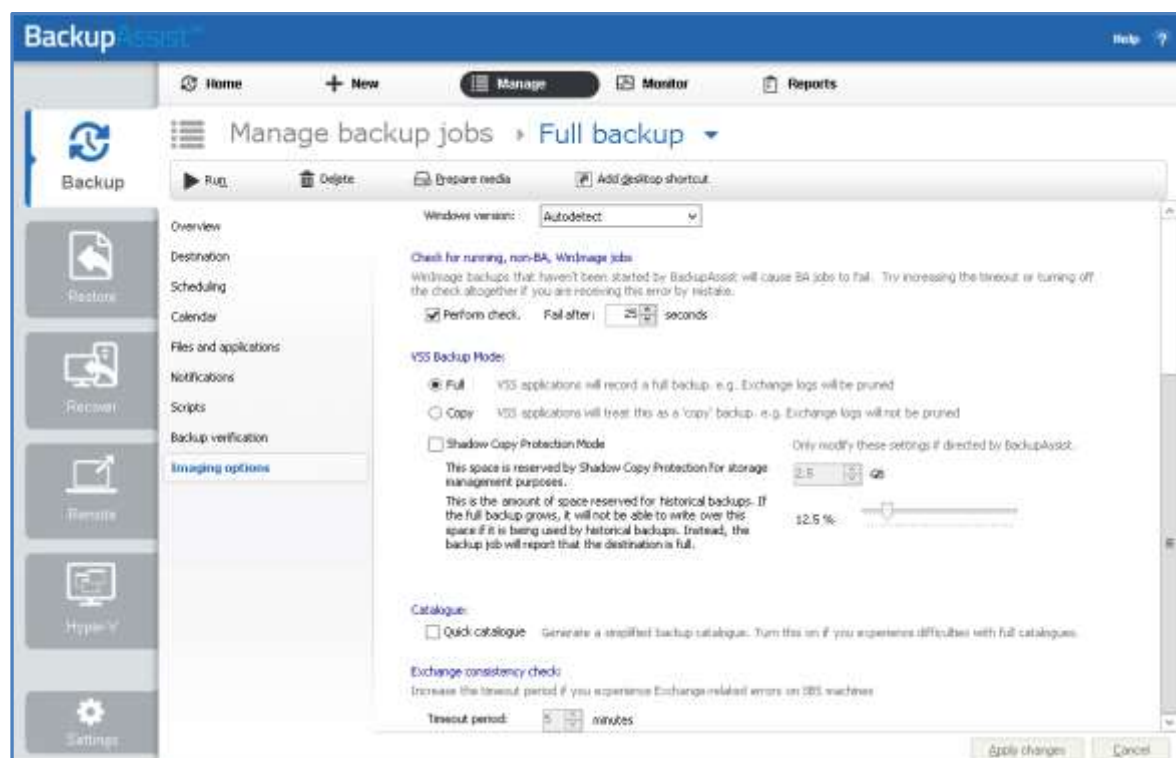 BackupAssist™
Help ?
Home
New
Manage
Monitor
Reports
Manage backup jobs
Full backup
Backup
Restore
Recover
Remote
Hyper-V
Settings
Run
Delete
Prepare media
Add desktop shortcut
Overview
Destination
Scheduling
Calendar
Files and applications
Notifications
Scripts
Backup verification
Imaging options
Windows version: Autodetect
Check for running, non-BA, WinImage jobs
WinImage backups that haven't been started by BackupAssist will cause BA jobs to fail. Try increasing the timeout or turning off
the check altogether if you are receiving this error by mistake.
Perform check. Fail after: 25 seconds
VSS Backup Mode:
Full VSS applications will record a full backup. e.g. Exchange logs will be pruned
Copy VSS applications will treat this as a 'copy' backup. e.g. Exchange logs will not be pruned
Shadow Copy Protection Mode Only modify these settings if directed by BackupAssist.
This space is reserved by Shadow Copy Protection for storage
management purposes.
2.5 GB
This is the amount of space reserved for historical backups. If
the full backup grows, it will not be able to write over this
space if it is being used by historical backups. Instead, the
backup job will report that the destination is full.
12.5 %
Catalogue:
Quick catalogue Generate a simplified backup catalogue. Turn this on if you experience difficulties with full catalogues.
Exchange consistency check:
Increase the timeout period if you experience Exchange related errors on SBS machines
Timeout period: 5 minutes
Apply changes
Cancel